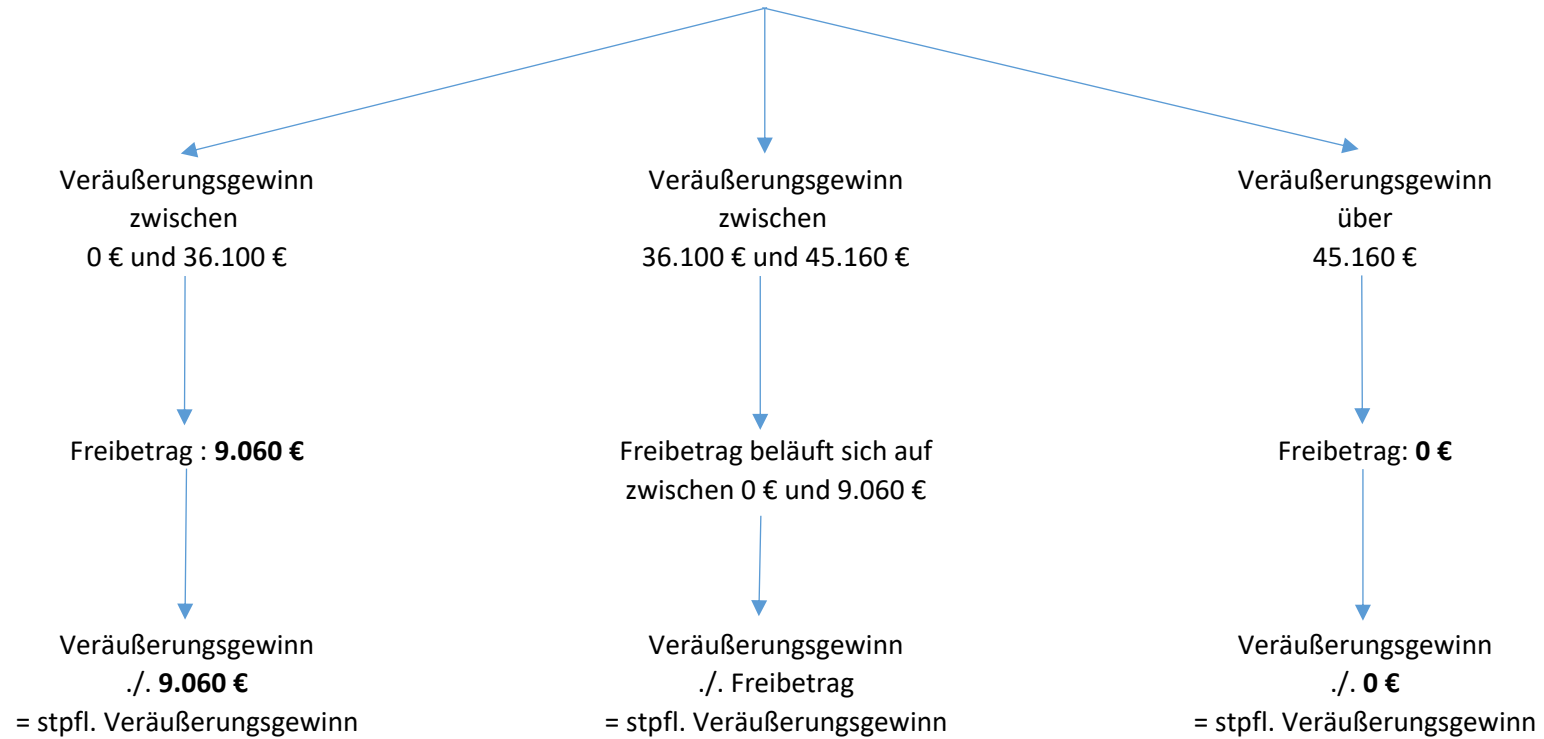 Veräußerungsgewinn
zwischen
0 € und 36.100 €
Veräußerungsgewinn
zwischen
36.100 € und 45.160 €
Veräußerungsgewinn
über
45.160 €
Freibetrag : 9.060 €
Freibetrag beläuft sich auf
zwischen 0 € und 9.060 €
Freibetrag: 0 €
Veräußerungsgewinn
./. 9.060 €
= stpfl. Veräußerungsgewinn
Veräußerungsgewinn
./. Freibetrag
= stpfl. Veräußerungsgewinn
Veräußerungsgewinn
./. 0 €
= stpfl. Veräußerungsgewinn